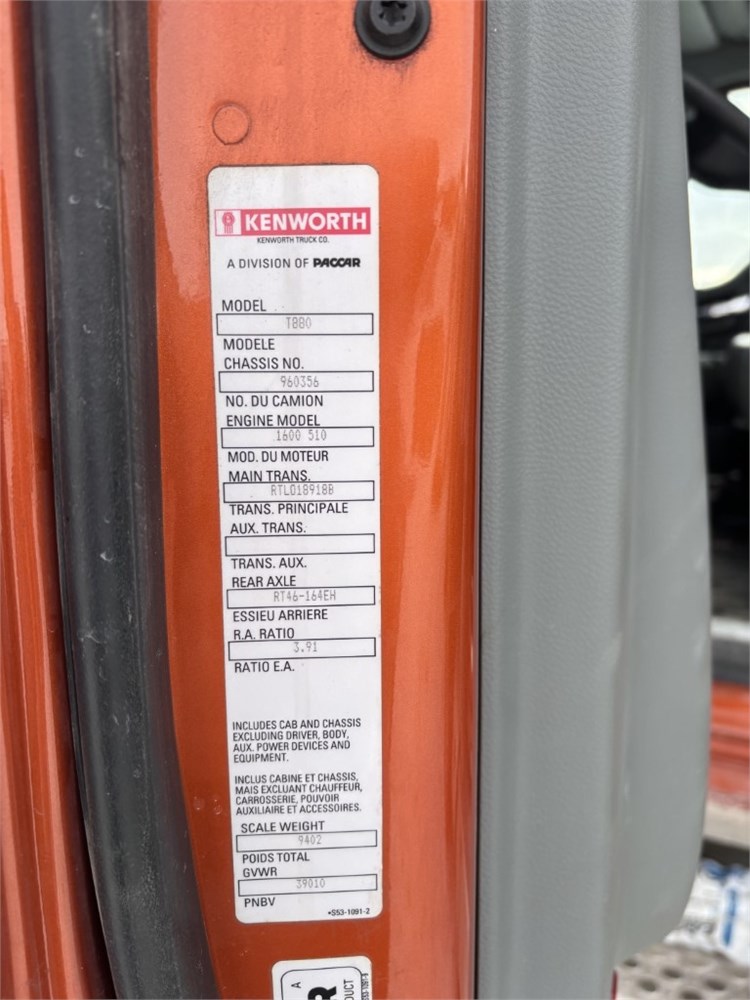 KENWORTH
KENWORTH TRUCK CO.
A DIVISION OF PACCAR
MODEL
T880
MODELE
CHASSIS NO.
960356
NO. DU CAMION
ENGINE MODEL
1600 510
MOD. DU MOTEUR
MAIN TRANS.
RTLO18918B
TRANS. PRINCIPALE
AUX. TRANS.
TRANS. AUX.
REAR AXLE
RT46-164EH
ESSIEU ARRIERE
R.A. RATIO
3.91
RATIO E.A.
INCLUDES CAB AND CHASSIS
EXCLUDING DRIVER, BODY,
AUX. POWER DEVICES AND
EQUIPMENT.
INCLUS CABINE ET CHASSIS,
MAIS EXCLUANT CHAUFFEUR,
CARROSSERIE, POUVOIR
AUXILIAIRE ET ACCESSOIRES.
SCALE WEIGHT
9402
POIDS TOTAL
GVWR
39010
PNBV
•S53-1091-2
A